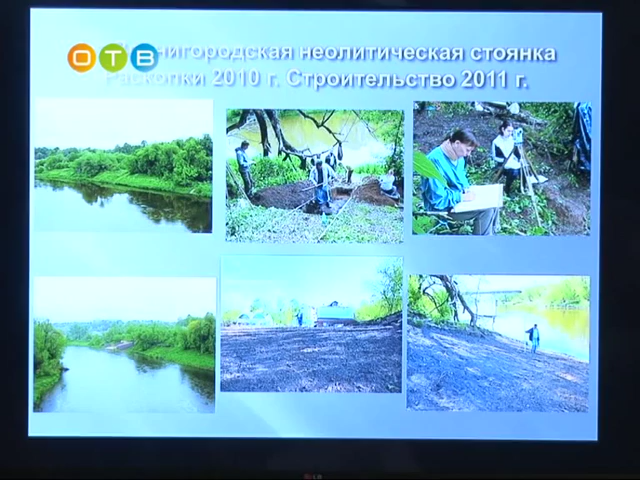 ОТВ
нигородская неолитическая стоянка
Раскопки 2010 г. Строительство 2011 г.